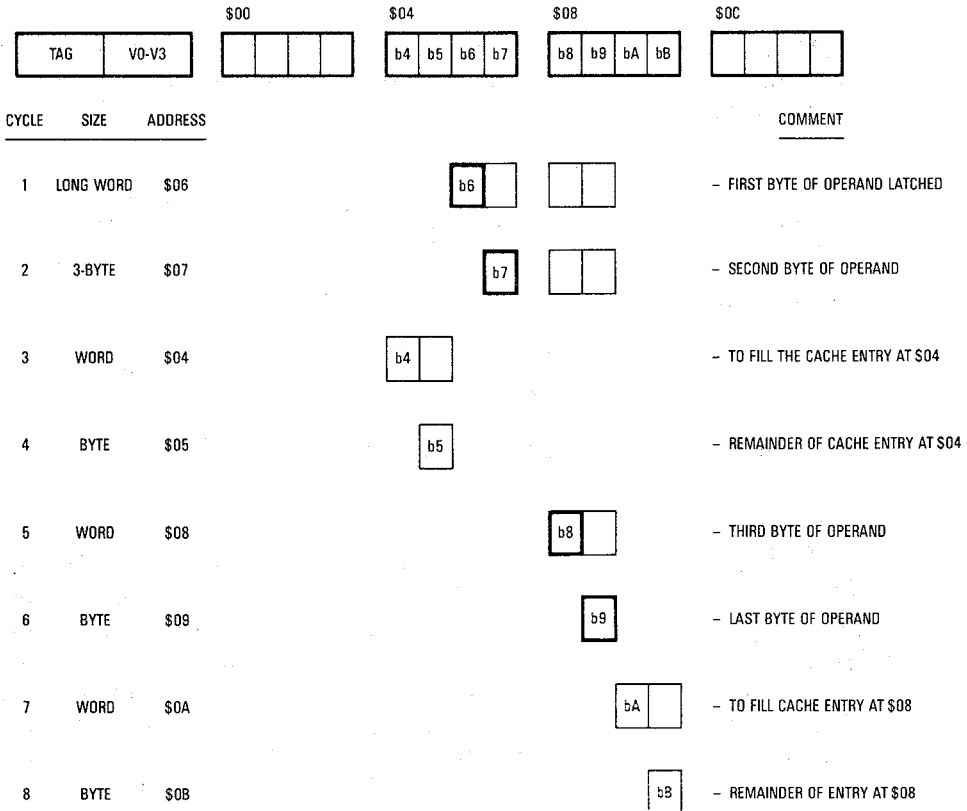 $00 $04 $08 $0C
TAG V0-V3 b4 b5 b6 b7 b8 b9 bA bB
CYCLE SIZE ADDRESS COMMENT
1 LONG WORD $06 b6 – FIRST BYTE OF OPERAND LATCHED
2 3-BYTE $07 b7 – SECOND BYTE OF OPERAND
3 WORD $04 b4 – TO FILL THE CACHE ENTRY AT $04
4 BYTE $05 b5 – REMAINDER OF CACHE ENTRY AT $04
5 WORD $08 b8 – THIRD BYTE OF OPERAND
6 BYTE $09 b9 – LAST BYTE OF OPERAND
7 WORD $0A bA – TO FILL CACHE ENTRY AT $08
8 BYTE $0B bB – REMAINDER OF ENTRY AT $08